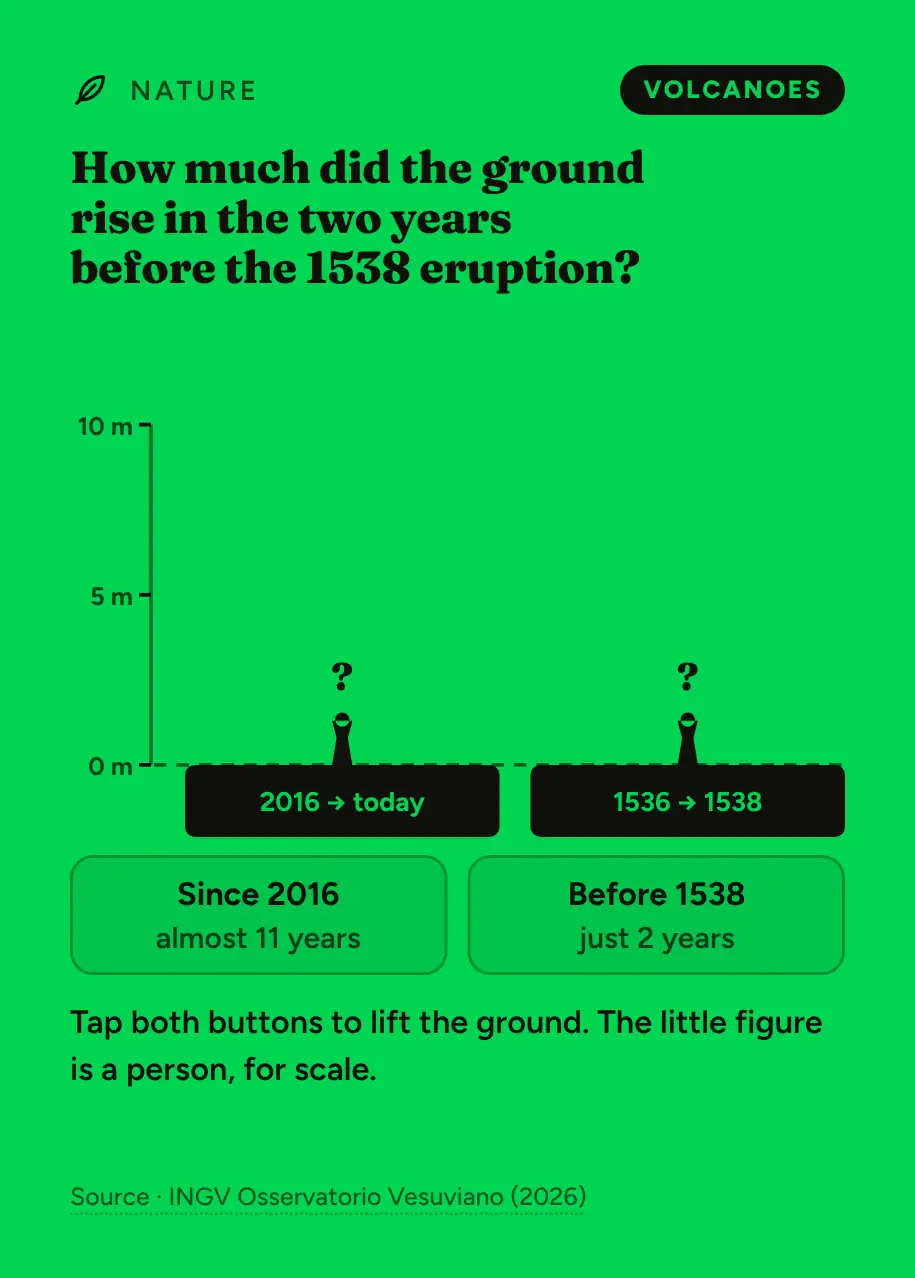 NATURE
VOLCANOES
How much did the ground
rise in the two years
before the 1538 eruption?
10 m
5 m
0 m
?
?
2016 → today
1536 → 1538
Since 2016
almost 11 years
Before 1538
just 2 years
Tap both buttons to lift the ground. The little figure
is a person, for scale.
Source · INGV Osservatorio Vesuviano (2026)